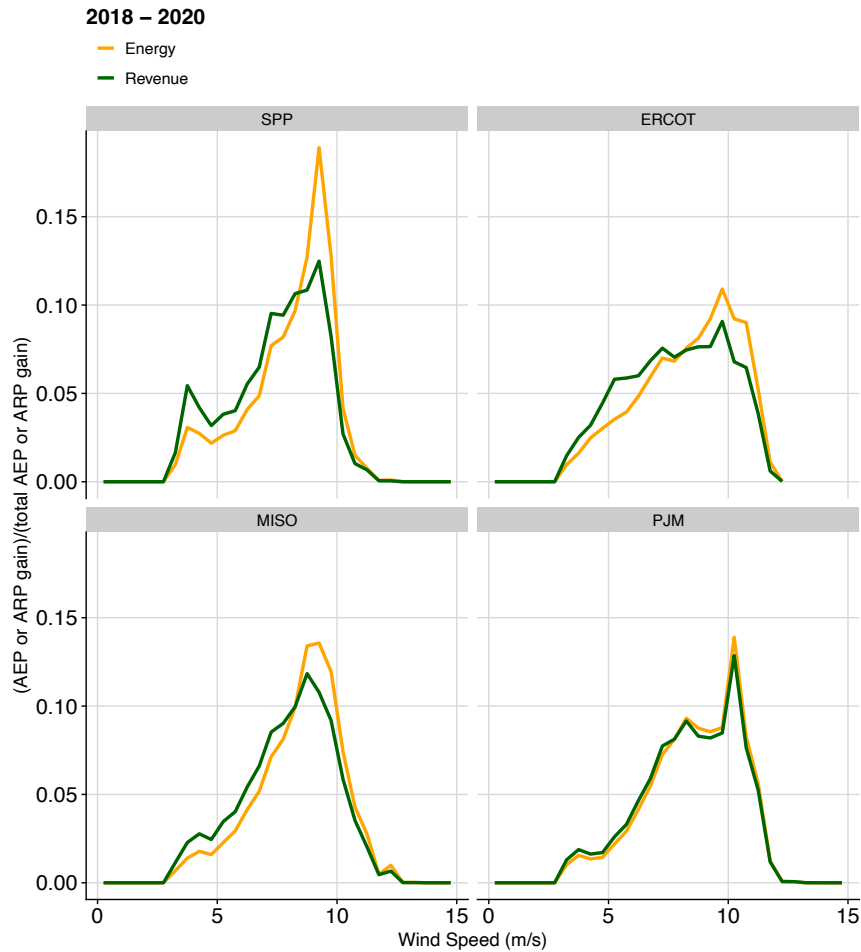 2018 – 2020
Energy
Revenue
SPP
ERCOT
0.15
0.10
0.05
0.00
MISO
PJM
0.15
0.10
0.05
0.00
0 5 10 15 0 5 10 15
Wind Speed (m/s)
(AEP or ARP gain)/(total AEP or ARP gain)